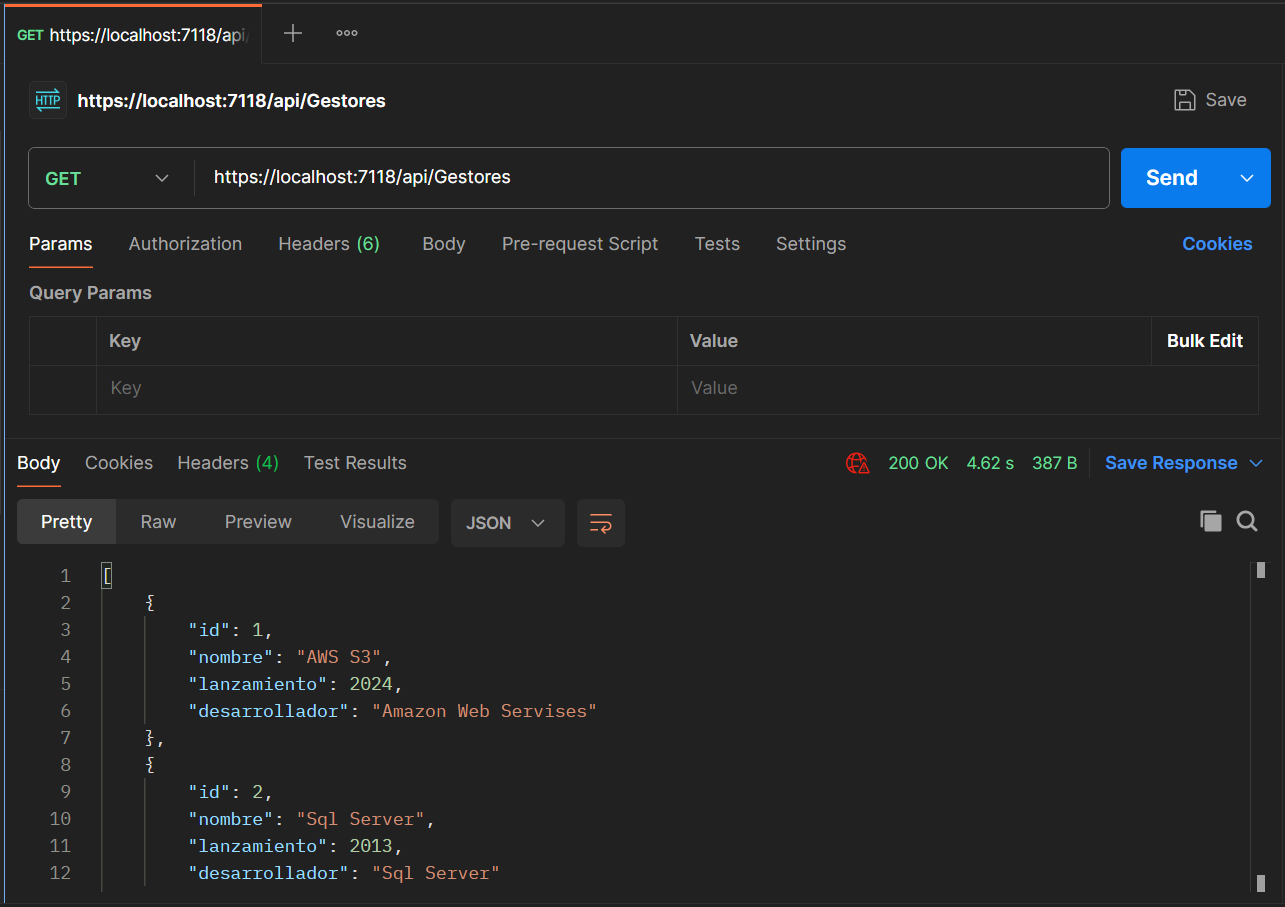 GET https://localhost:7118/api/
HTTP https://localhost:7118/api/Gestores
Save
GET https://localhost:7118/api/Gestores
Send
Params Authorization Headers (6) Body Pre-request Script Tests Settings Cookies
Query Params
Key Value Bulk Edit
Key Value
Body Cookies Headers (4) Test Results 200 OK 4.62 s 387 B Save Response
Pretty Raw Preview Visualize JSON
1 [
2 {
3 "id": 1,
4 "nombre": "AWS S3",
5 "lanzamiento": 2024,
6 "desarrollador": "Amazon Web Servises"
7 },
8 {
9 "id": 2,
10 "nombre": "Sql Server",
11 "lanzamiento": 2013,
12 "desarrollador": "Sql Server"